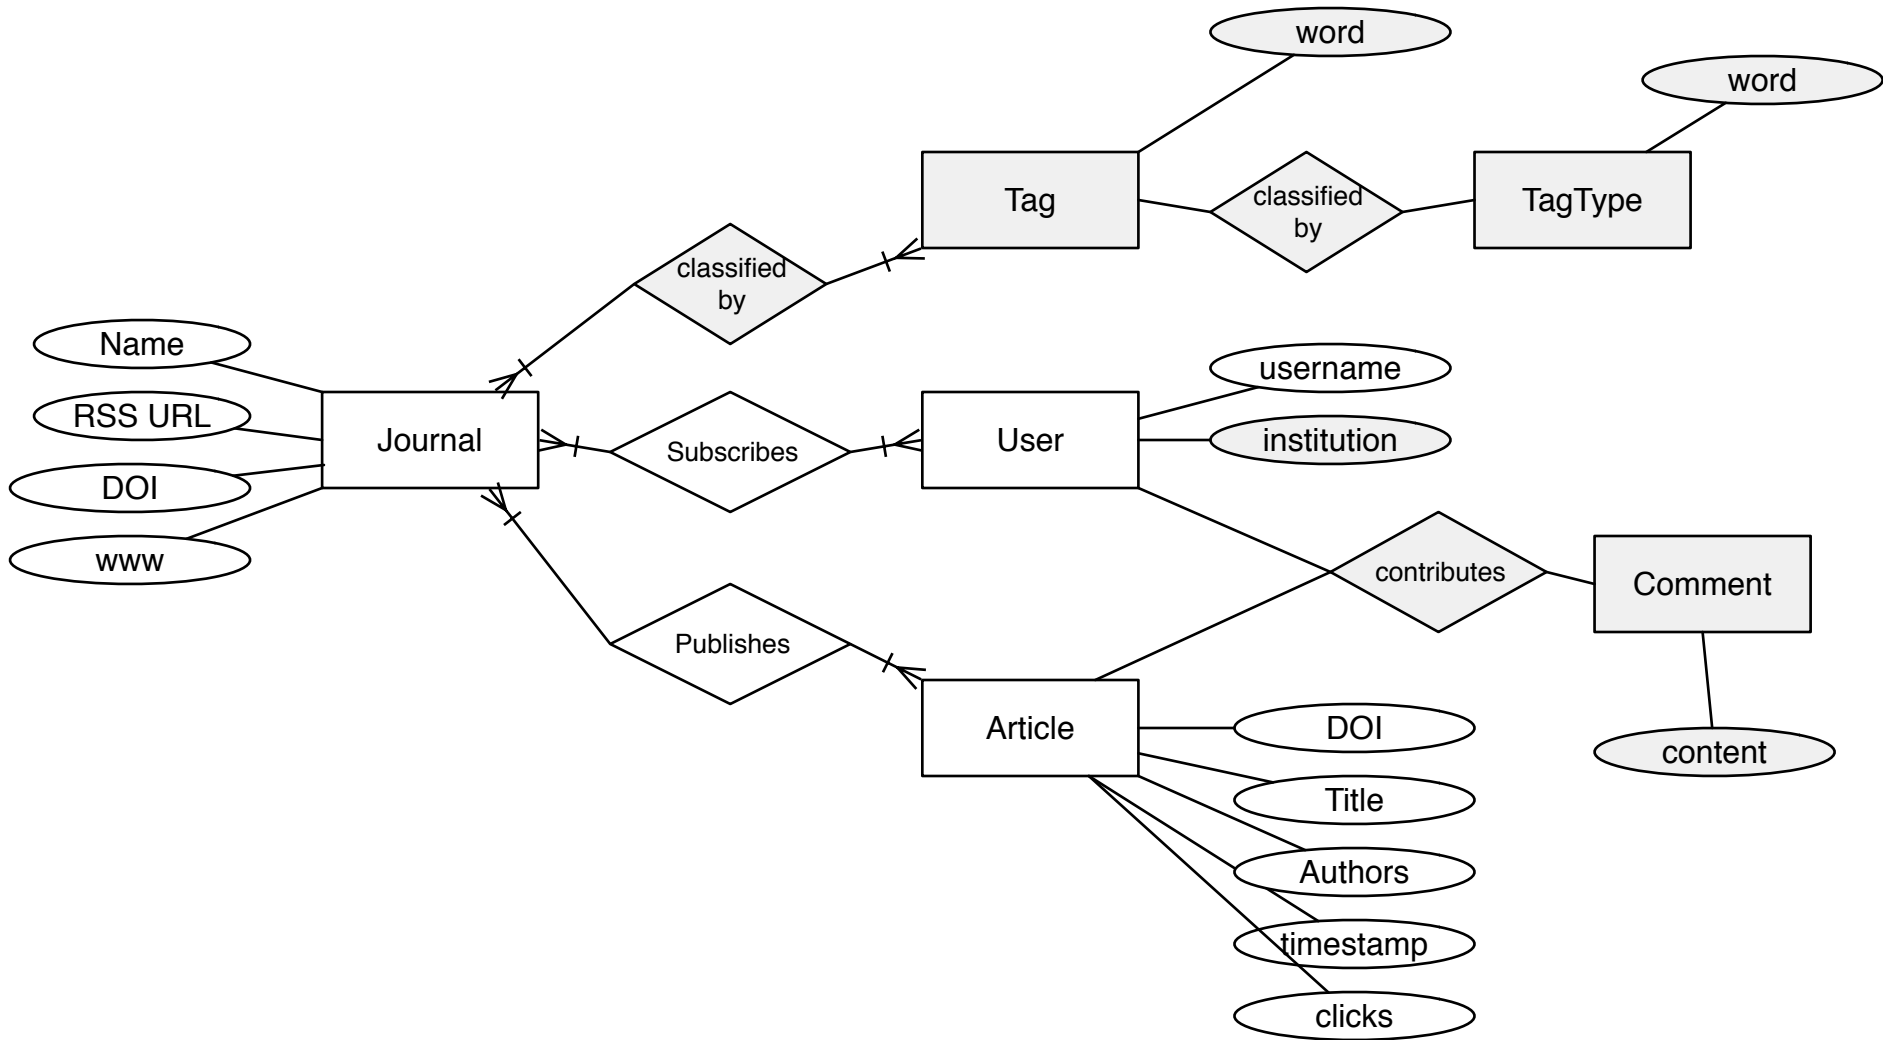 word
word
Tag
classified
by
TagType
classified
by
Name
RSS URL
DOI
www
Journal
Subscribes
User
username
institution
contributes
Comment
content
Publishes
Article
DOI
Title
Authors
timestamp
clicks